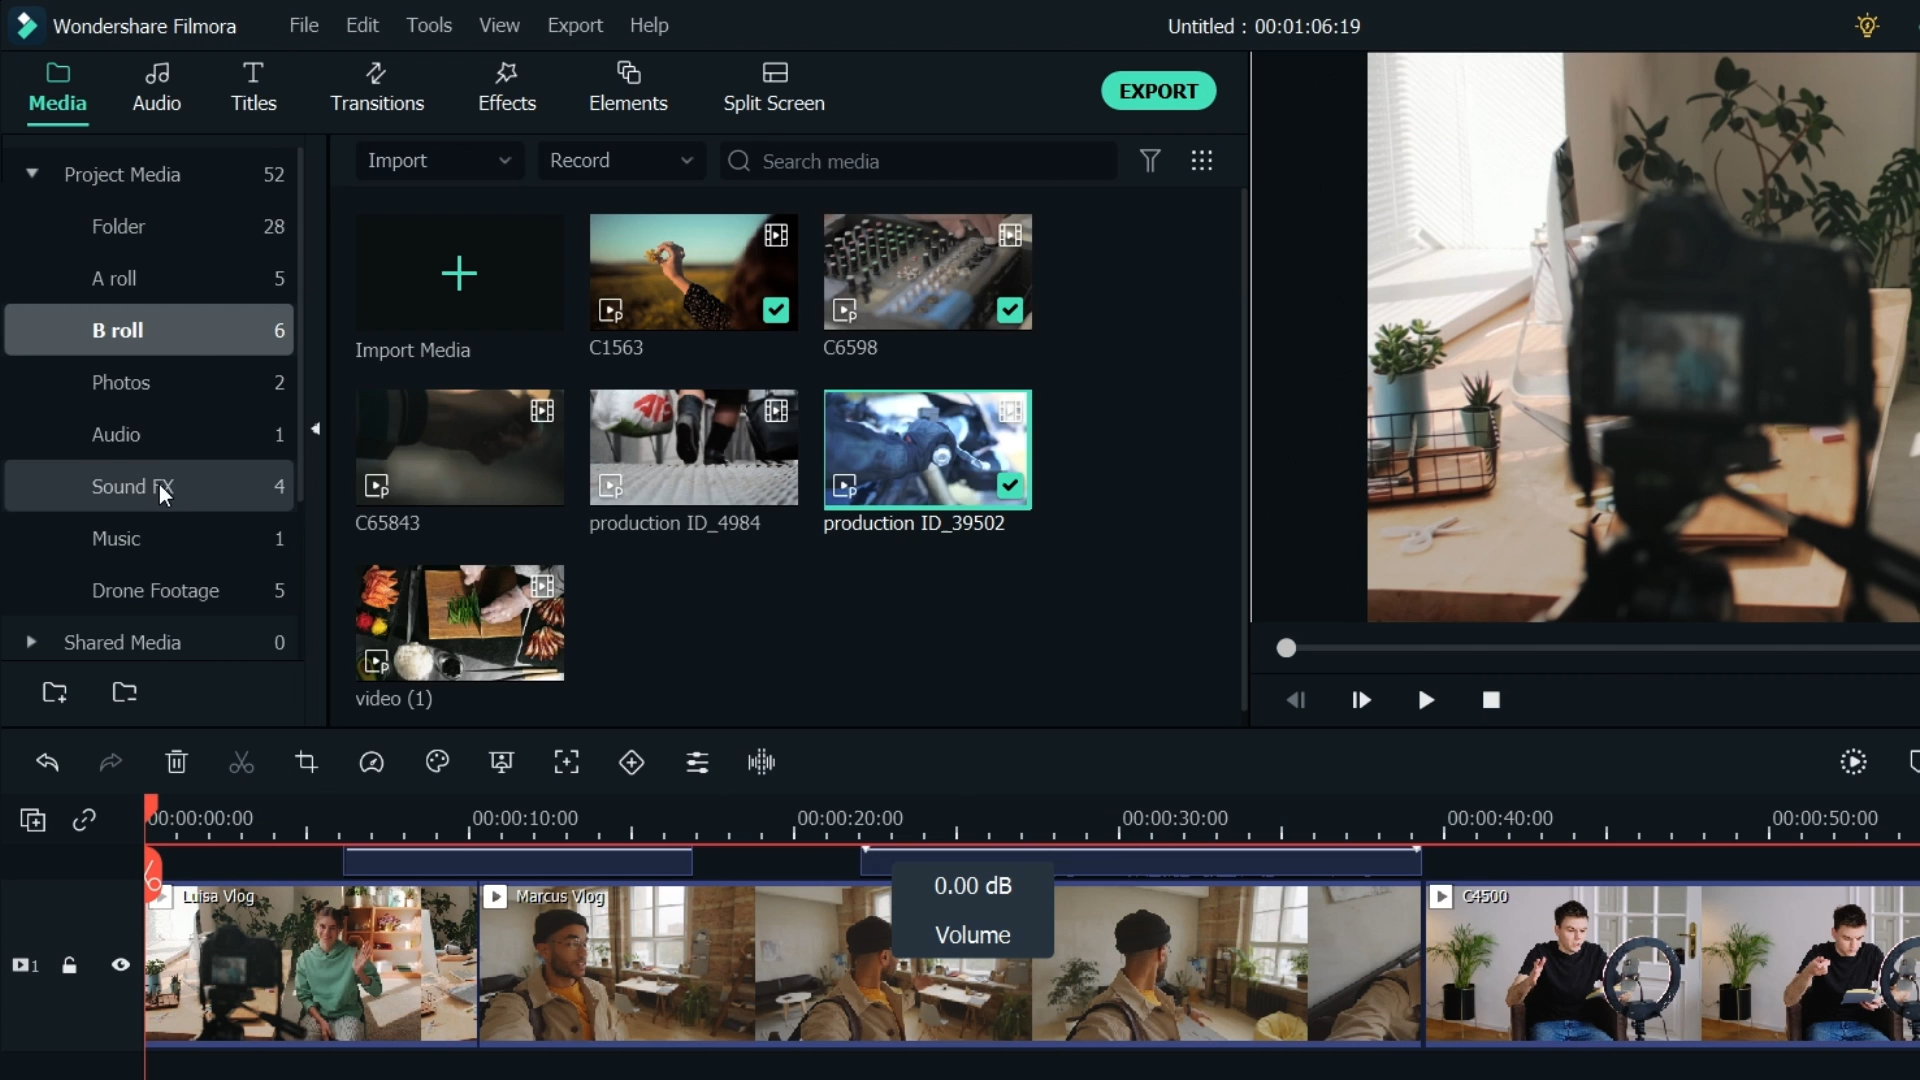 Wondershare Filmora File Edit Tools View Export Help
Untitled : 00:01:06:19
Media Audio Titles Transitions Effects Elements Split Screen
EXPORT
Project Media 52
Folder 28
A roll 5
B roll 6
Photos 2
Audio 1
Sound FX 4
Music 1
Drone Footage 5
Shared Media 0
Import Record Search media
Import Media
C1563
C6598
C65843
production ID_4984
production ID_39502
video (1)
00:00:00:00 00:00:10:00 00:00:20:00 00:00:30:00 00:00:40:00 00:00:50:00
0.00 dB
Volume
Luisa Vlog
Marcus Vlog
C4500
1